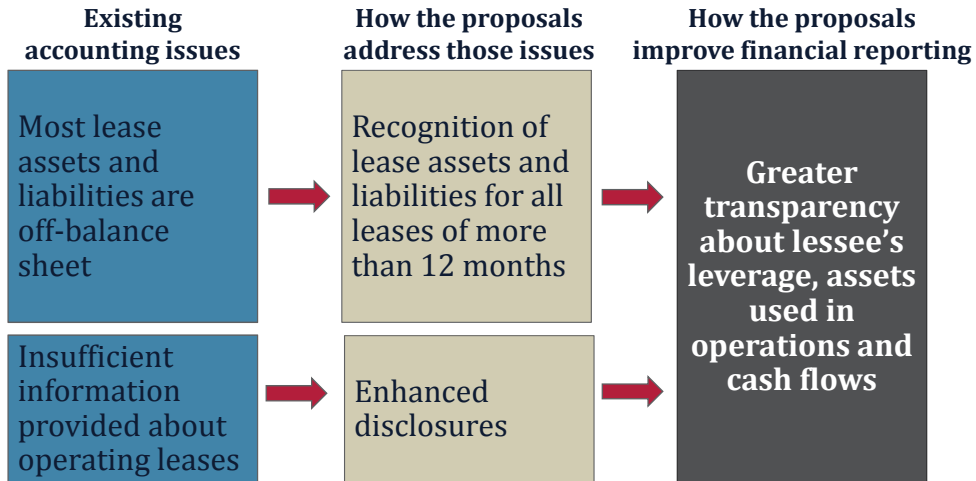 Existing
accounting issues
How the proposals
address those issues
How the proposals
improve financial reporting
Most lease
assets and
liabilities are
off-balance
sheet
Recognition of
lease assets and
liabilities for all
leases of more
than 12 months
Greater
transparency
about lessee’s
leverage, assets
used in
operations and
cash flows
Insufficient
information
provided about
operating leases
Enhanced
disclosures